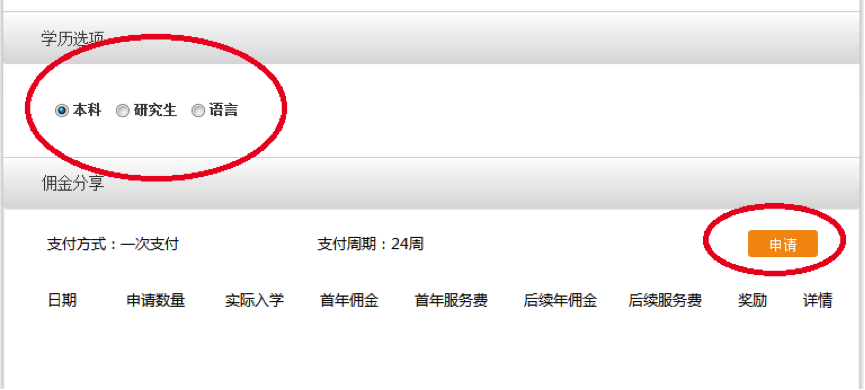 学历选项
本科 研究生 语言
佣金分享
支付方式：一次支付 支付周期：24周 申请
日期 申请数量 实际入学 首年佣金 首年服务费 后续年佣金 后续服务费 奖励 详情